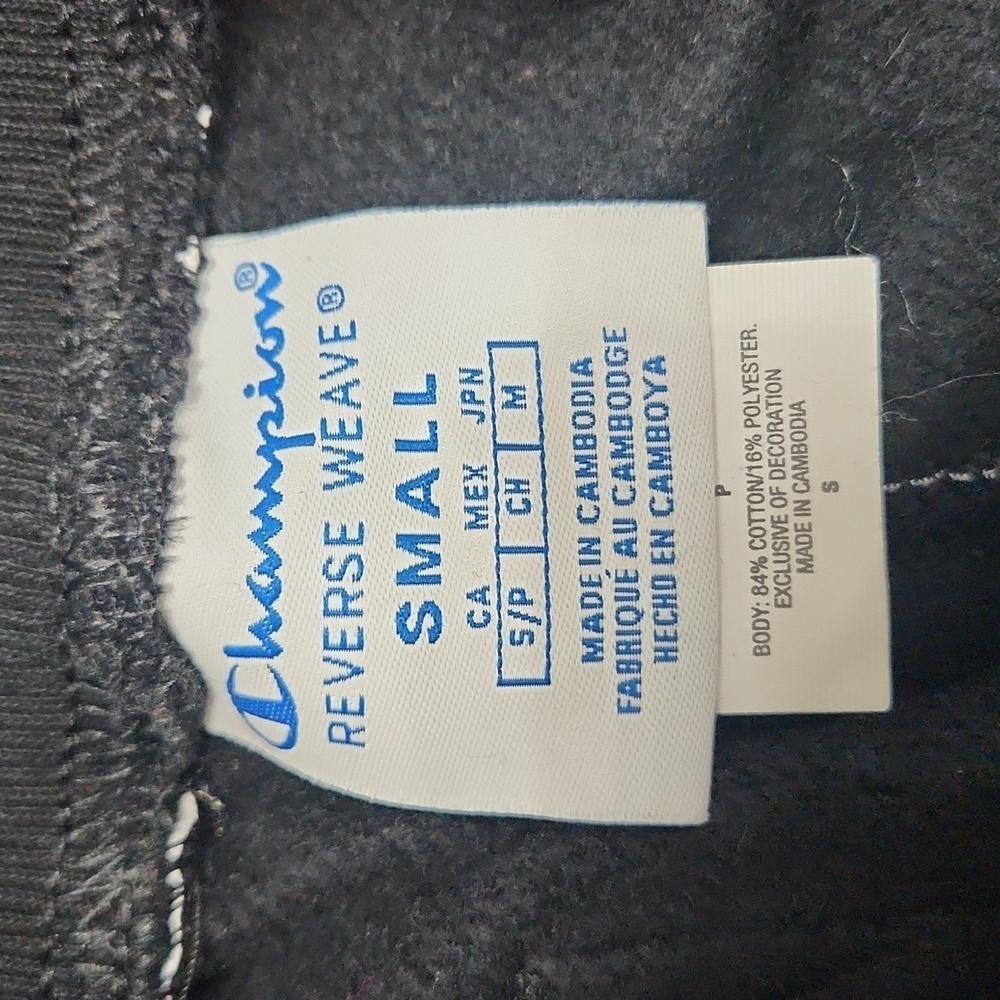 Champion®
REVERSE WEAVE®
SMALL
CA MEX JPN
S/P CH M
MADE IN CAMBODIA
FABRIQUÉ AU CAMBODGE
HECHO EN CAMBOYA
P
BODY: 84% COTTON/16% POLYESTER.
EXCLUSIVE OF DECORATION
MADE IN CAMBODIA
S